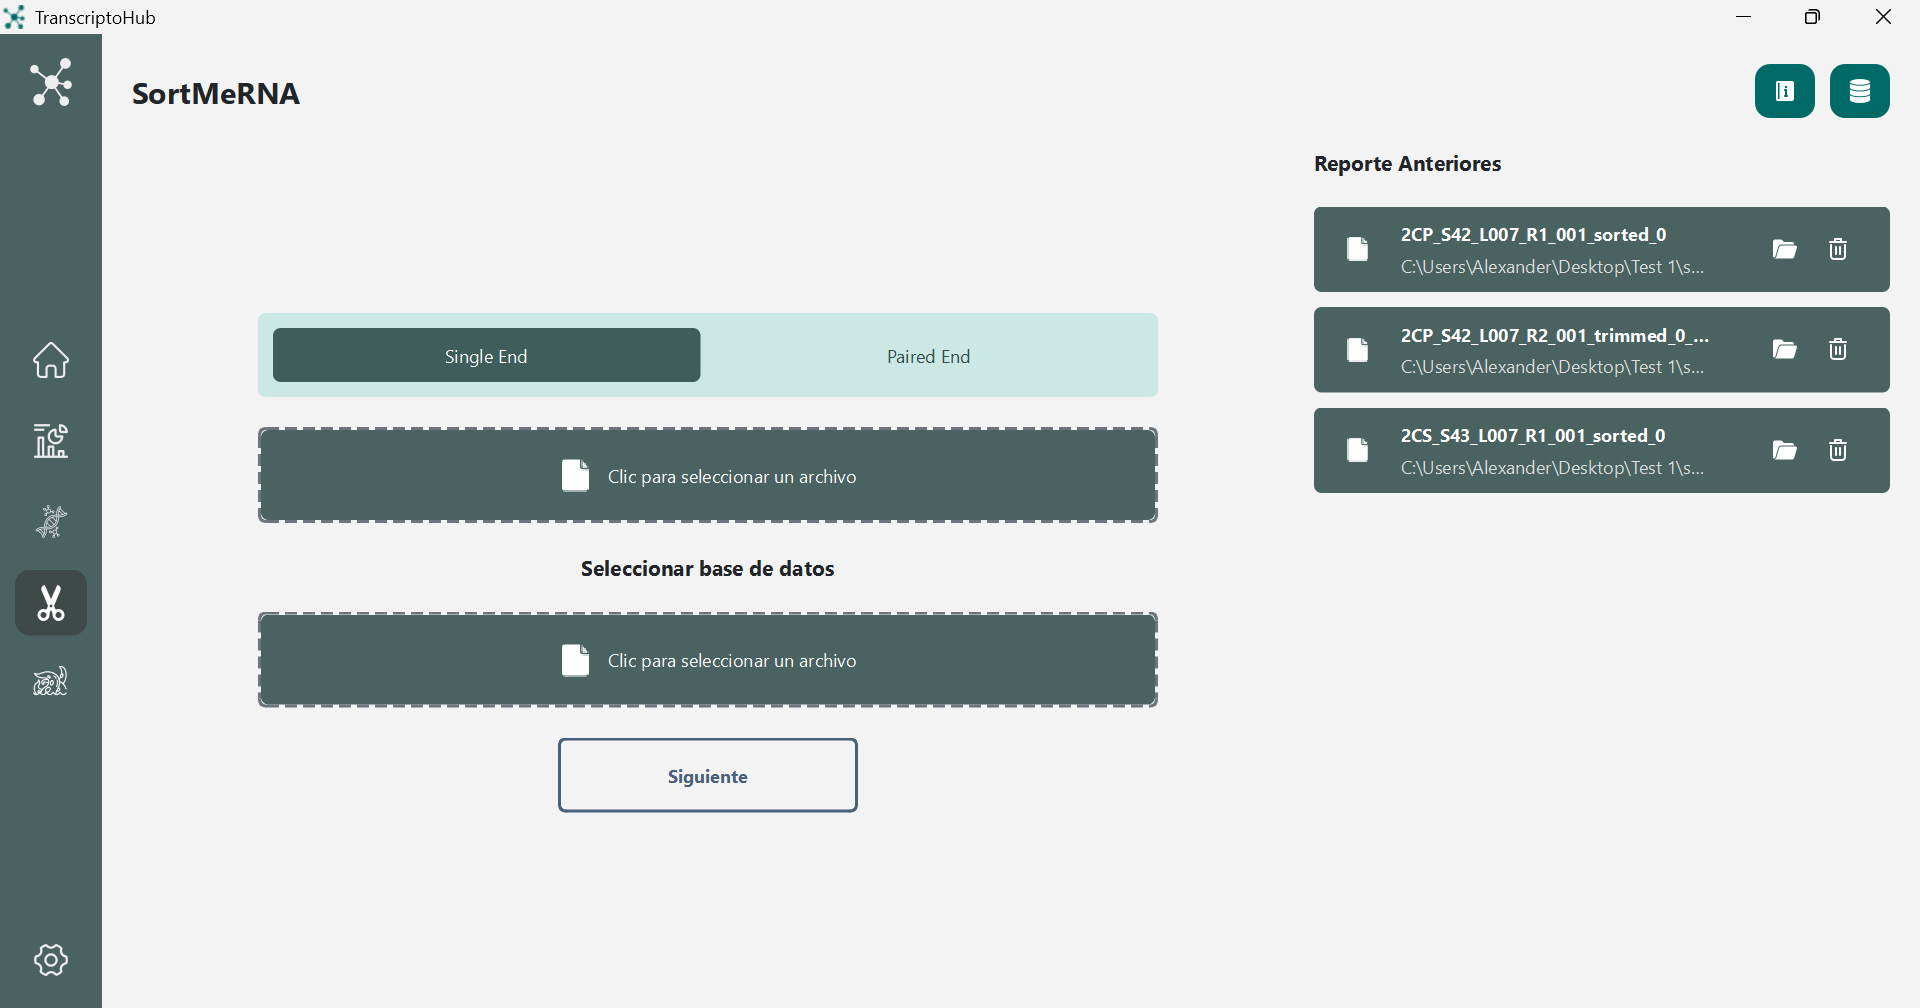 TranscriptoHub
SortMeRNA
Reporte Anteriores
2CP_S42_L007_R1_001_sorted_0
C:\Users\Alexander\Desktop\Test 1\s...
2CP_S42_L007_R2_001_trimmed_0_...
C:\Users\Alexander\Desktop\Test 1\s...
2CS_S43_L007_R1_001_sorted_0
C:\Users\Alexander\Desktop\Test 1\s...
Single End
Paired End
Clic para seleccionar un archivo
Seleccionar base de datos
Clic para seleccionar un archivo
Siguiente